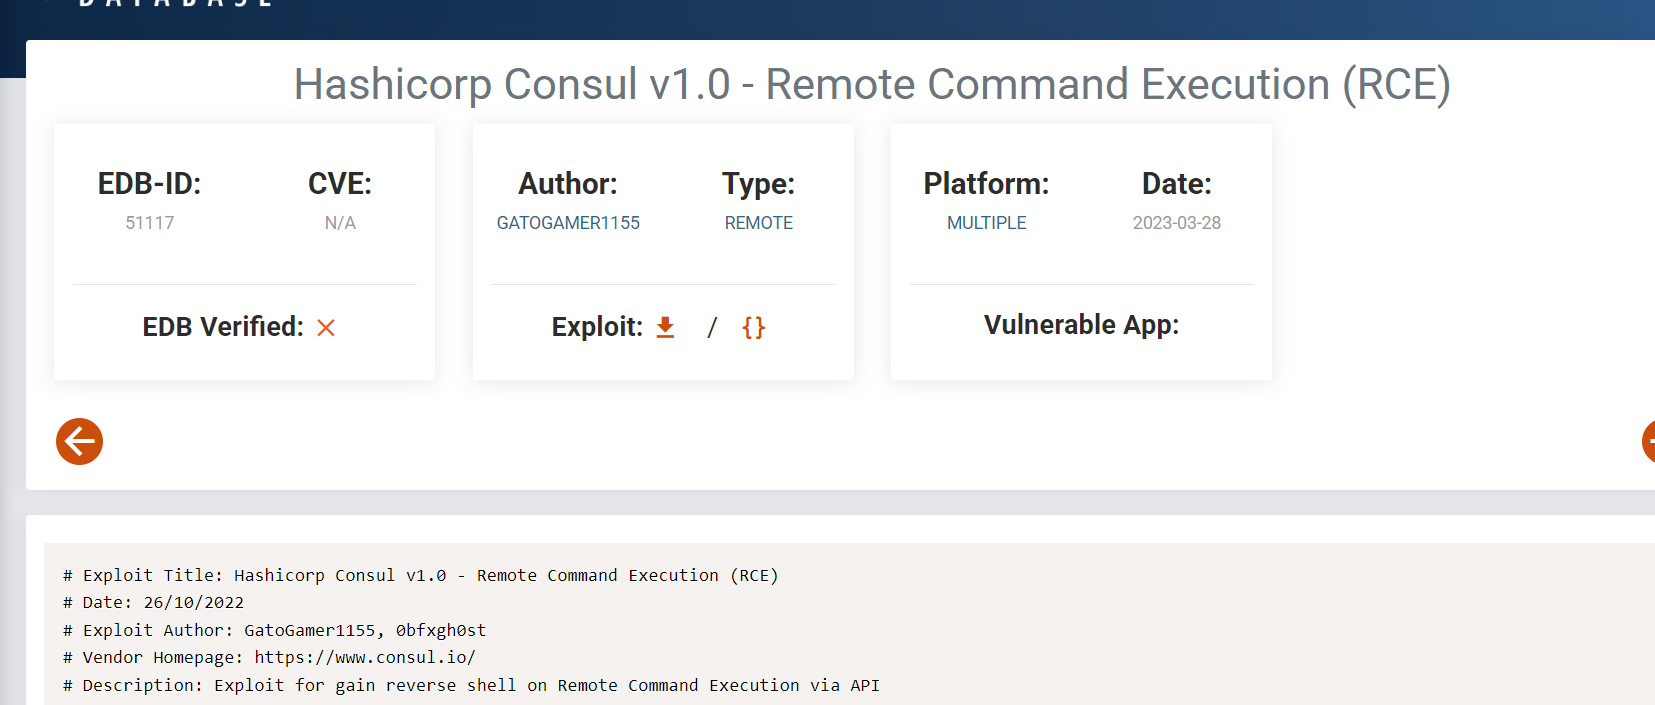 DATABASE
Hashicorp Consul v1.0 - Remote Command Execution (RCE)
EDB-ID:
51117
CVE:
N/A
EDB Verified:
Author:
GATOGAMER1155
Type:
REMOTE
Exploit: / {}
Platform:
MULTIPLE
Date:
2023-03-28
Vulnerable App:
# Exploit Title: Hashicorp Consul v1.0 - Remote Command Execution (RCE)
# Date: 26/10/2022
# Exploit Author: GatoGamer1155, 0bfxgh0st
# Vendor Homepage: https://www.consul.io/
# Description: Exploit for gain reverse shell on Remote Command Execution via API